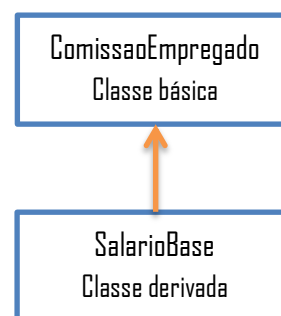 ComissaoEmpregado
Classe básica
SalarioBase
Classe derivada